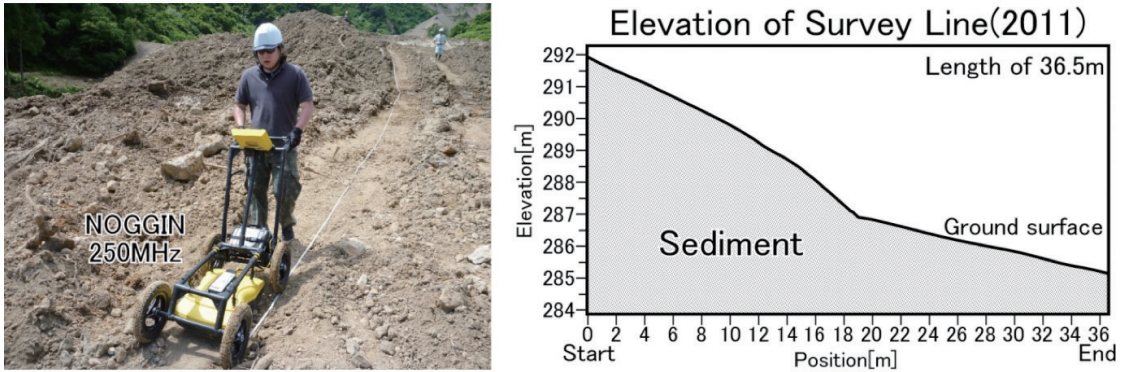 NOGGIN
250MHz
Elevation of Survey Line(2011)
Length of 36.5m
Elevation[m]
292
291
290
289
288
287
286
285
284
Ground surface
Sediment
0 2 4 6 8 10 12 14 16 18 20 22 24 26 28 30 32 34 36
Start
Position[m]
End